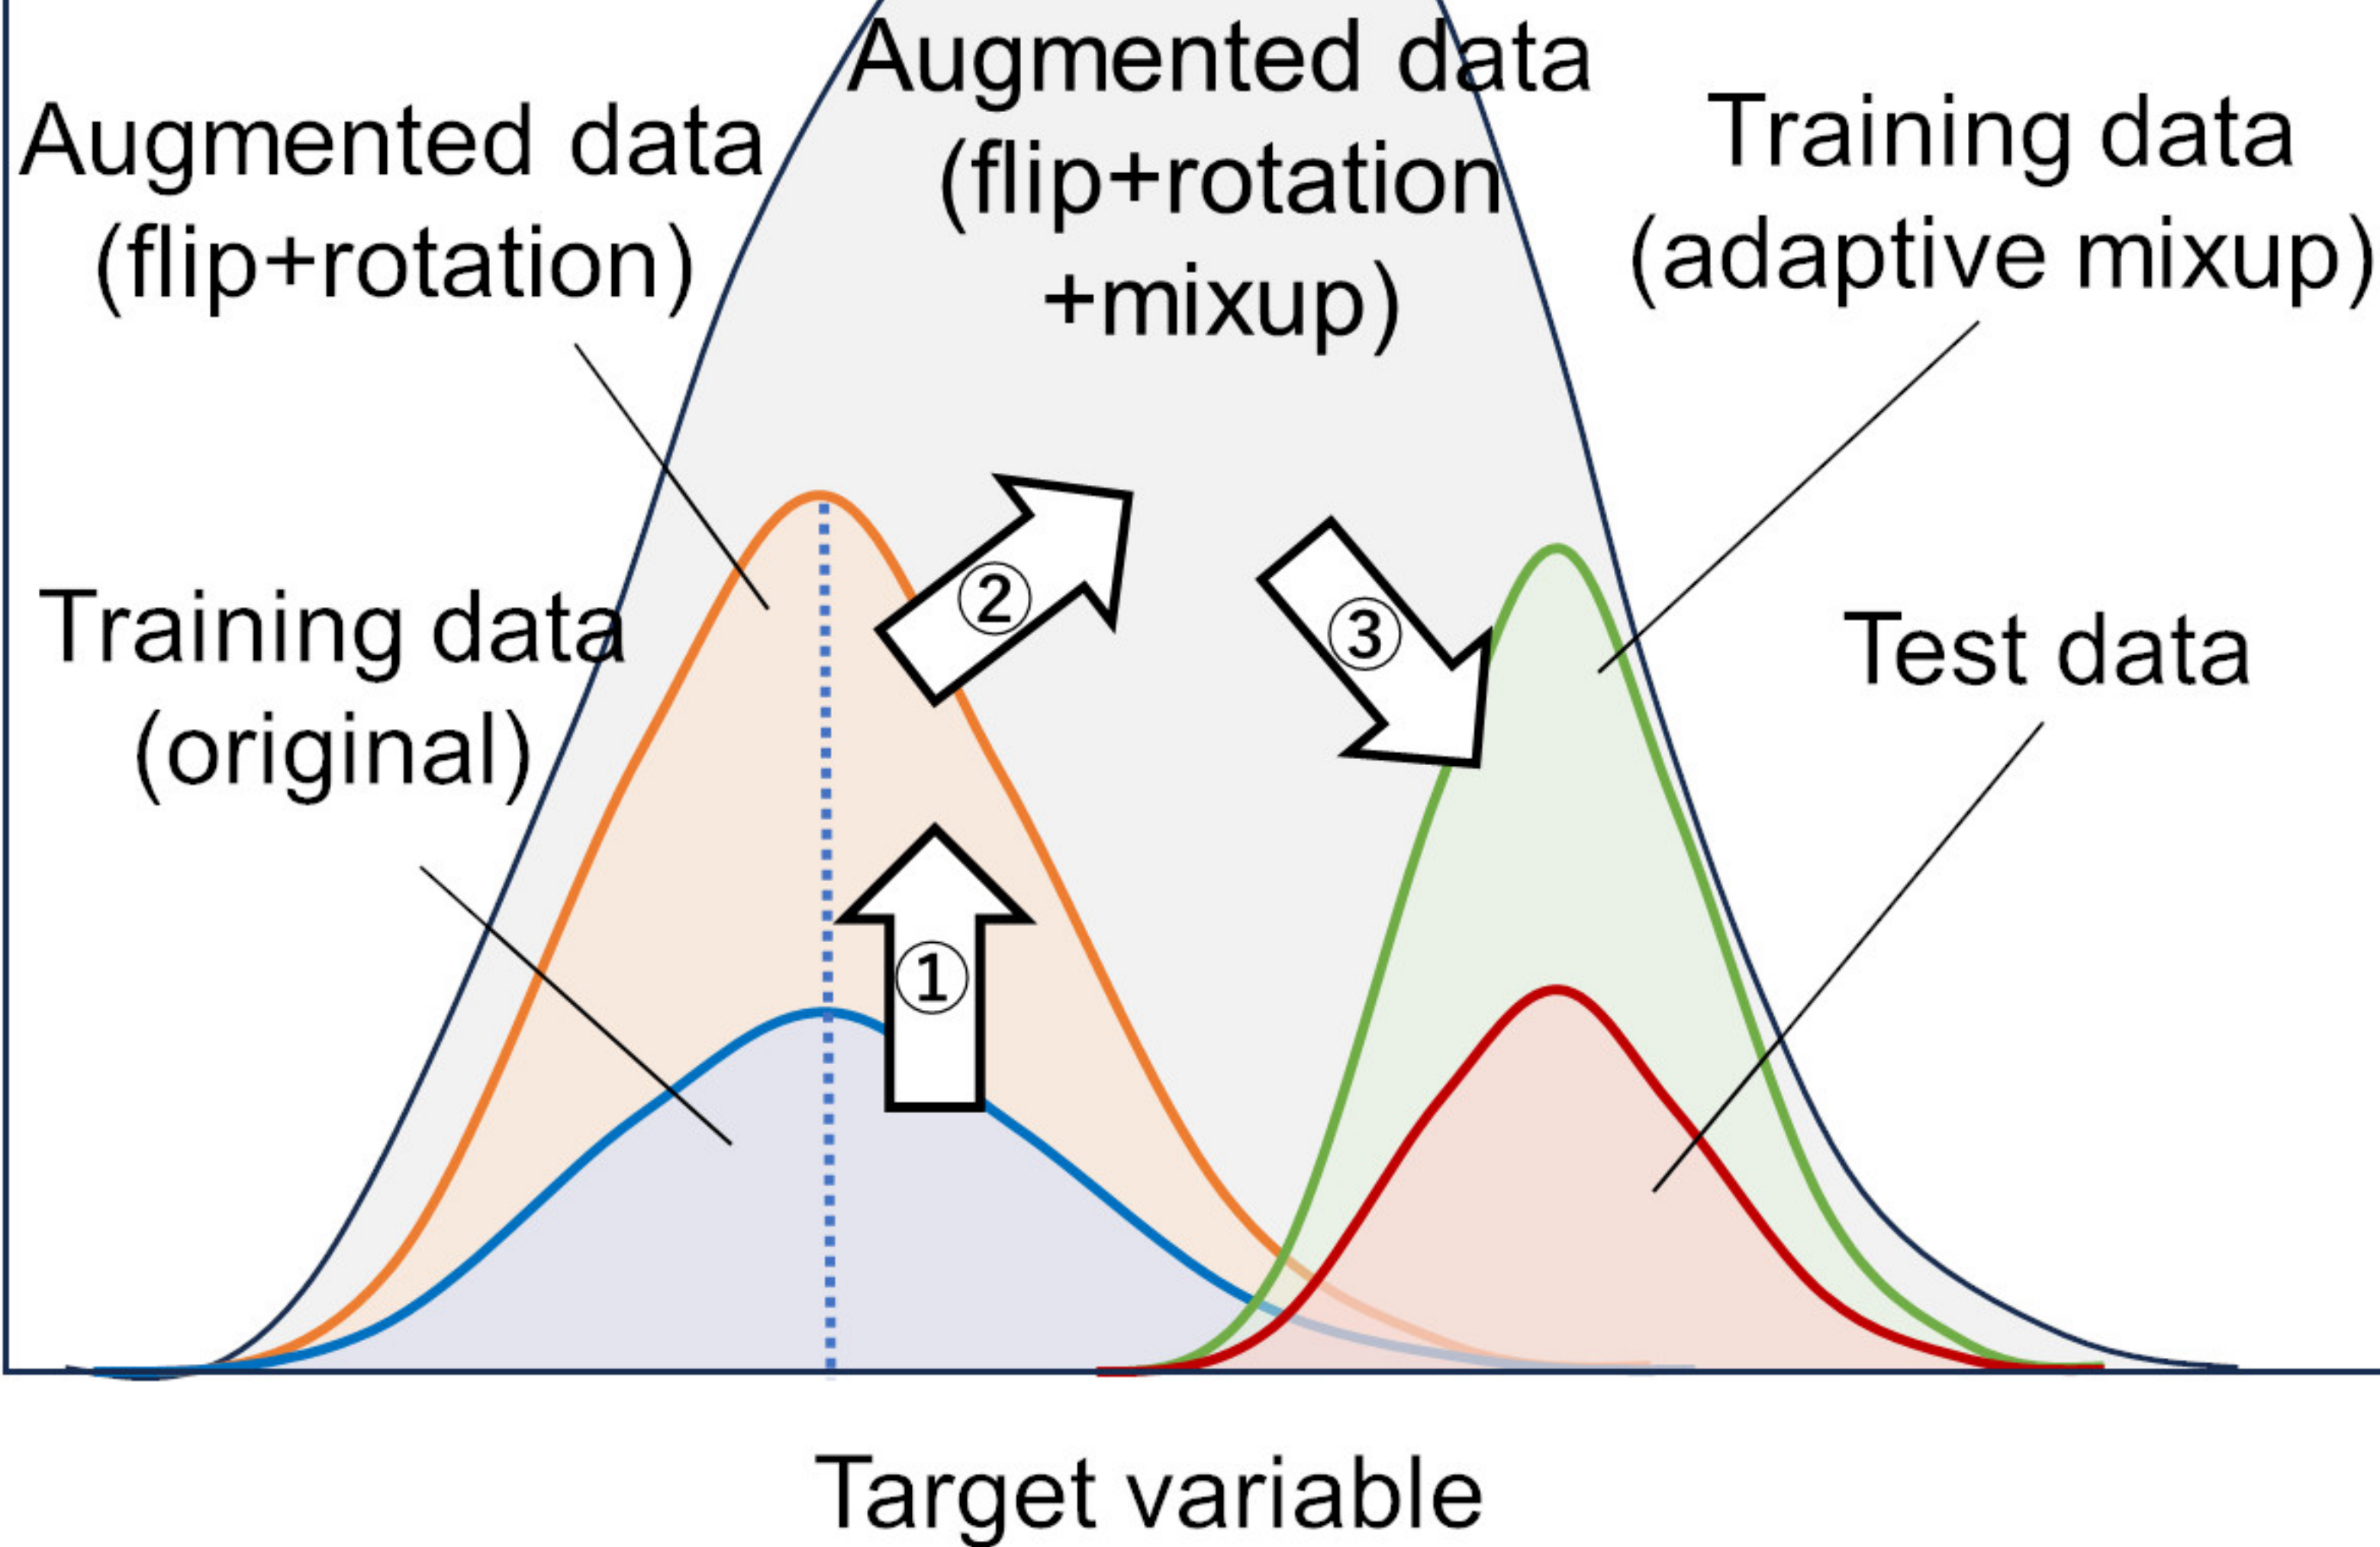 Augmented data
(flip+rotation)
Augmented data
(flip+rotation
+mixup)
Training data
(adaptive mixup)
Training data
(original)
Test data
②
③
①
Target variable